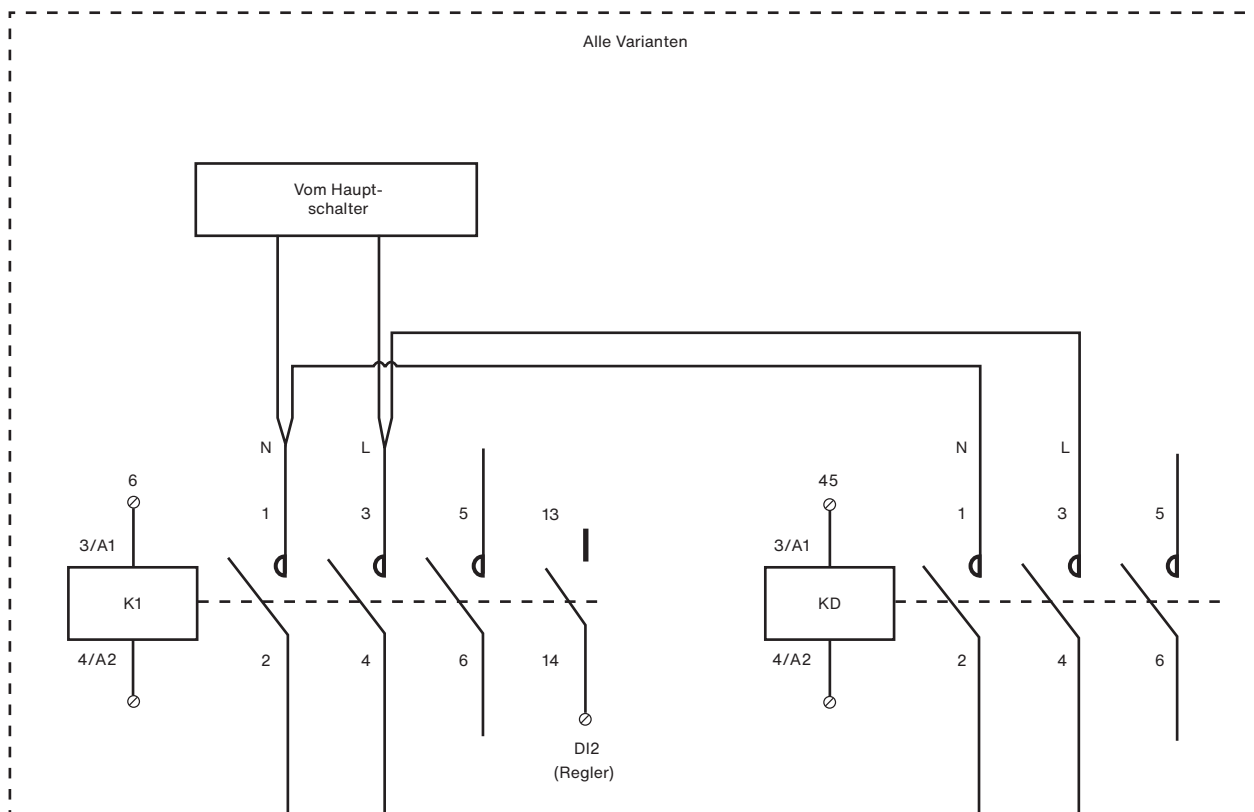 Alle Varianten
Vom Haupt-
schalter
N L N L
6 45
1 3 5 13 1 3 5
3/A1 3/A1
K1 KD
4/A2 2 4 6 14 4/A2 2 4 6
DI2
(Regler)